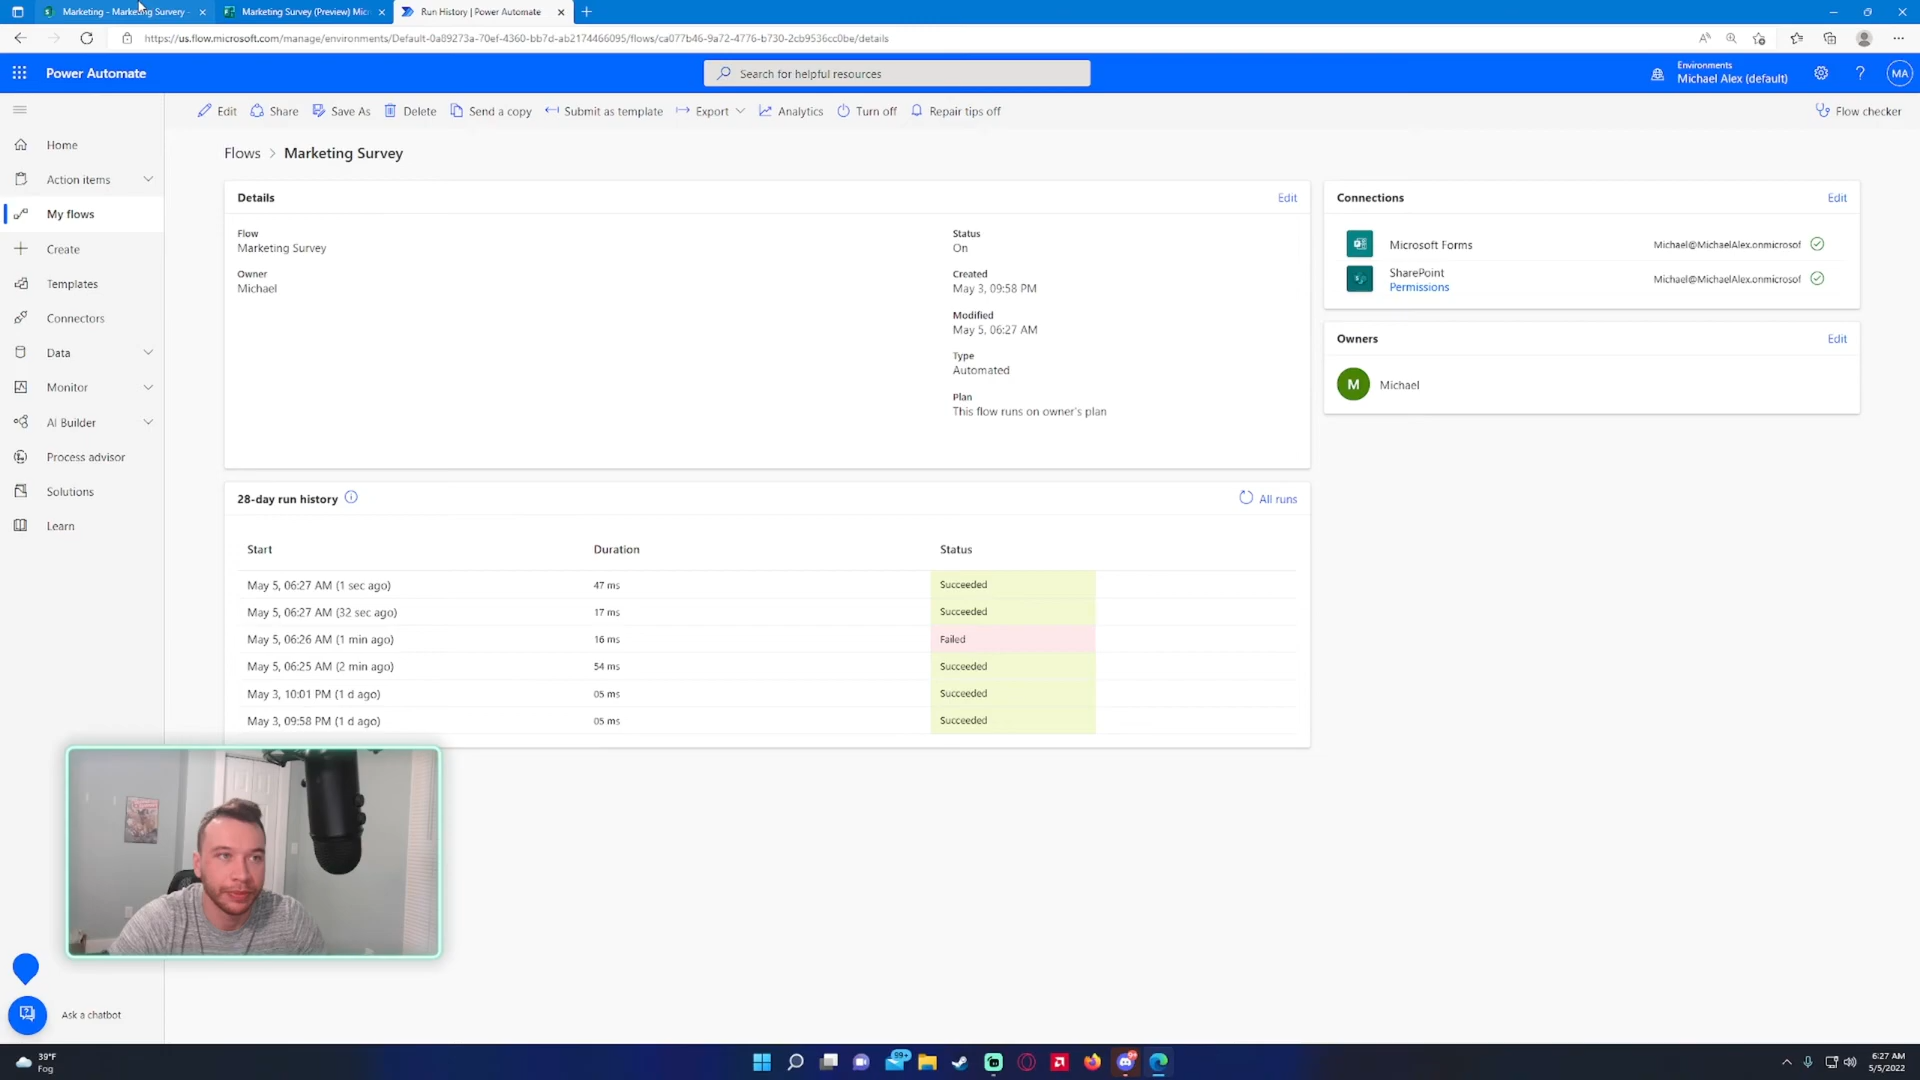 Marketing - Marketing Survery -
Marketing Survey (Preview) Mic
Run History | Power Automate
https://us.flow.microsoft.com/manage/environments/Default-0a89273a-70ef-4360-bb7d-ab2174466095/flows/ca077b46-9a72-4776-b730-2cb9536cc0be/details
Power Automate
Search for helpful resources
Environments
Michael Alex (default)
MA
Edit
Share
Save As
Delete
Send a copy
Submit as template
Export
Analytics
Turn off
Repair tips off
Flow checker
Home
Action items
My flows
Create
Templates
Connectors
Data
Monitor
AI Builder
Process advisor
Solutions
Learn
Ask a chatbot
Flows > Marketing Survey
Details
Edit
Flow
Marketing Survey
Owner
Michael
Status
On
Created
May 3, 09:58 PM
Modified
May 5, 06:27 AM
Type
Automated
Plan
This flow runs on owner's plan
Connections
Edit
Microsoft Forms
Michael@MichaelAlex.onmicrosof
SharePoint
Permissions
Michael@MichaelAlex.onmicrosof
Owners
Edit
M
Michael
28-day run history
All runs
Start Duration Status
May 5, 06:27 AM (1 sec ago) 47 ms Succeeded
May 5, 06:27 AM (32 sec ago) 17 ms Succeeded
May 5, 06:26 AM (1 min ago) 16 ms Failed
May 5, 06:25 AM (2 min ago) 54 ms Succeeded
May 3, 10:01 PM (1 d ago) 05 ms Succeeded
May 3, 09:58 PM (1 d ago) 05 ms Succeeded
39°F
Fog
99+
6:27 AM
5/5/2022